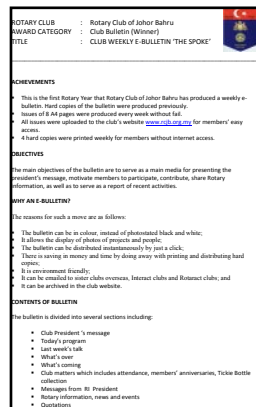 ROTARY CLUB : Rotary Club of Johor Bahru
AWARD CATEGORY : Club Bulletin (Winner)
TITLE : CLUB WEEKLY E-BULLETIN 'THE SPOKE'
ACHIEVEMENTS
• This is the first Rotary Year that Rotary Club of Johor Bahru has produced a weekly e-
bulletin. Hard copies of the bulletin were produced previously.
• Issues of 8 A4 pages were produced every week without fail.
• All issues were uploaded to the club's website www.rcjb.org.my for members' easy
access.
• 4 hard copies were printed weekly for members without internet access.
OBJECTIVES
The main objectives of the bulletin are to serve as a main media for presenting the
president's message, motivate members to participate, contribute, share Rotary
information, as well as to serve as a report of recent activities.
WHY AN E-BULLETIN?
The reasons for such a move are as follows:
• The bulletin can be in colour, instead of photostated black and white;
• It allows the display of photos of projects and people;
• The bulletin can be distributed instantaneously by just a click;
• There is saving in money and time by doing away with printing and distributing hard
copies;
• It is environment friendly;
• It can be emailed to sister clubs overseas, Interact clubs and Rotaract clubs; and
• It can be archived in the club website.
CONTENTS OF BULLETIN
The bulletin is divided into several sections including:
▪ Club President 's message
▪ Today's program
▪ Last week's talk
▪ What's over
▪ What's coming
▪ Club matters which includes attendance, members' anniversaries, Tickie Bottle
collection
▪ Messages from RI President
▪ Rotary information, news and events
▪ Quotations